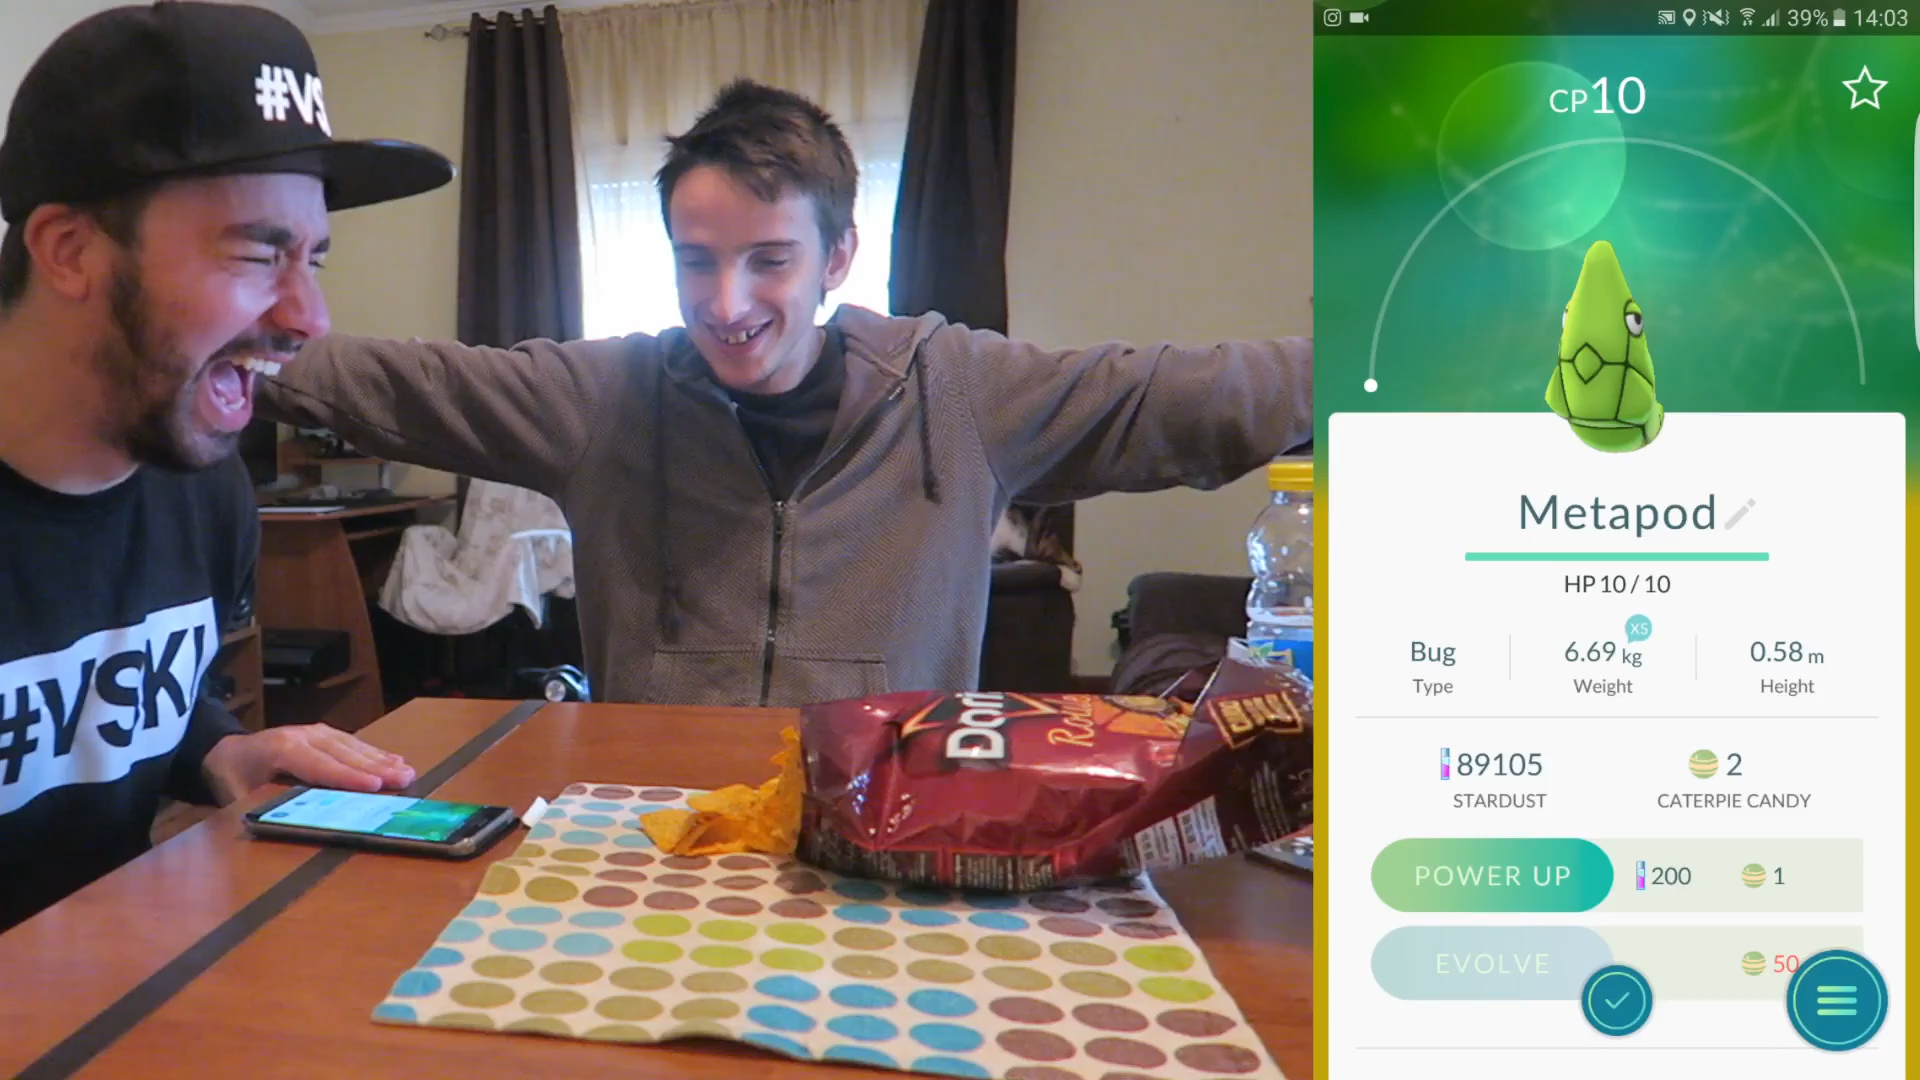 #VS
#VSK!
Dori
39% 14:03
CP10
Metapod
HP 10 / 10
Bug
Type
XS
6.69 kg
Weight
0.58 m
Height
89105
STARDUST
2
CATERPIE CANDY
POWER UP
200
1
EVOLVE
50